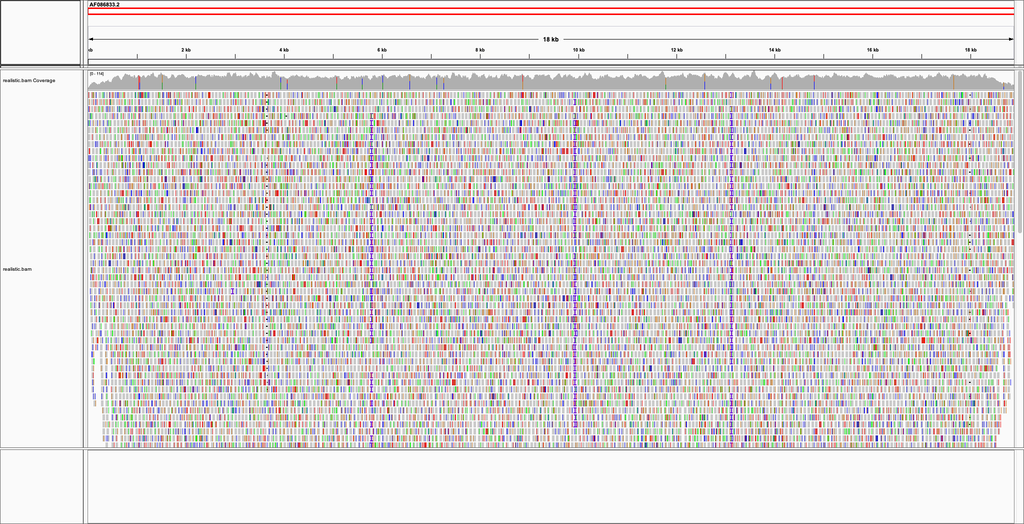 AF086833.2
18 kb
kb 2 kb 4 kb 6 kb 8 kb 10 kb 12 kb 14 kb 16 kb 18 kb
realistic.bam Coverage
[0 - 114]
realistic.bam